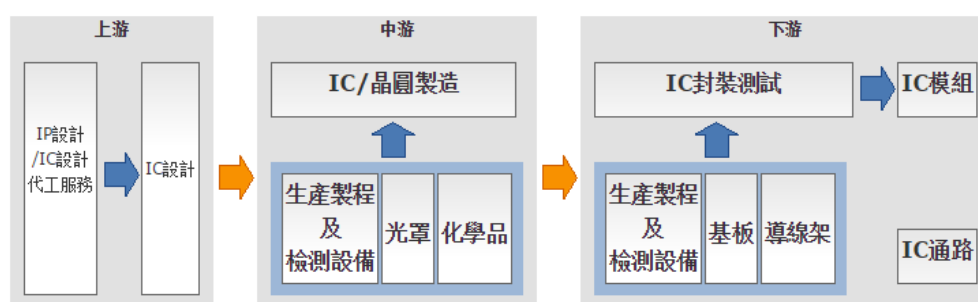 上游
IP設計
/IC設計
代工服務
IC設計
中游
IC/晶圓製造
生產製程
及
檢測設備
光罩
化學品
下游
IC封裝測試
IC模組
生產製程
及
檢測設備
基板
導線架
IC通路